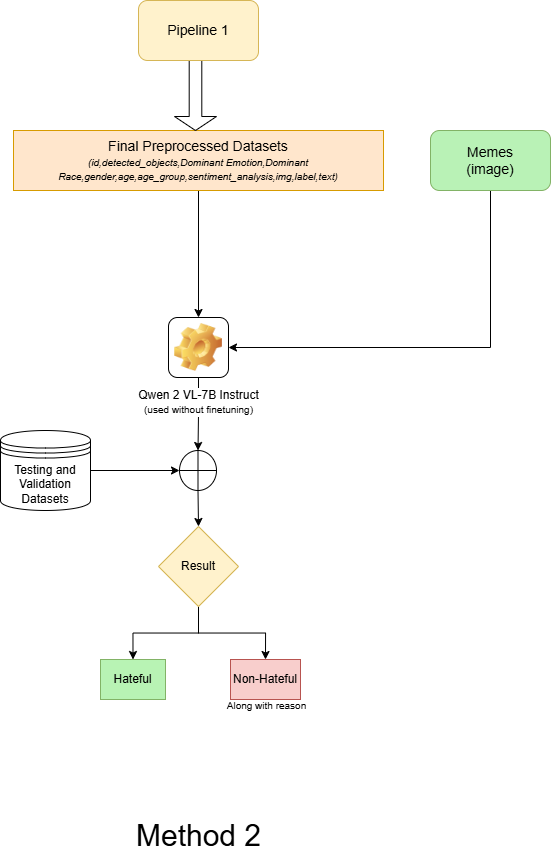 Pipeline 1
Final Preprocessed Datasets
(id,detected_objects,Dominant Emotion,Dominant
Race,gender,age,age_group,sentiment_analysis,img,label,text)
Memes
(image)
Qwen 2 VL-7B Instruct
(used without finetuning)
Testing and
Validation
Datasets
Result
Hateful
Non-Hateful
Along with reason
Method 2